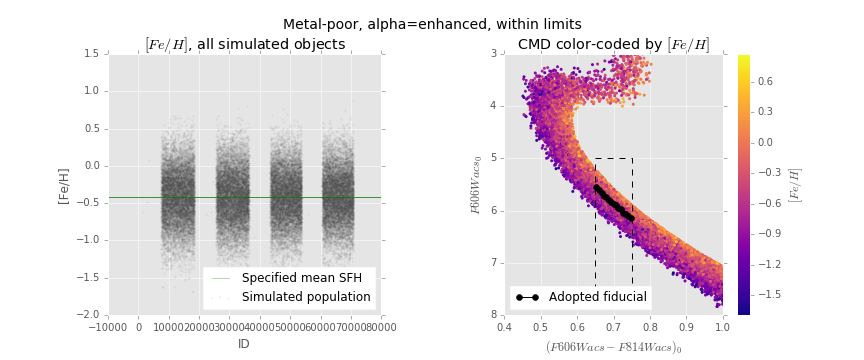 Metal-poor, alpha=enhanced, within limits
[Fe/H], all simulated objects
CMD color-coded by [Fe/H]
1.5
1.0
0.5
0.0
−0.5
−1.0
−1.5
−2.0
[Fe/H]
−10000 0 10000 20000 30000 40000 50000 60000 70000 80000
ID
Specified mean SFH
Simulated population
3
4
5
6
7
8
F606Wacs₀
0.4 0.5 0.6 0.7 0.8 0.9 1.0
(F606Wacs − F814Wacs)₀
Adopted fiducial
0.6
0.3
0.0
−0.3
−0.6
−0.9
−1.2
−1.5
[Fe/H]